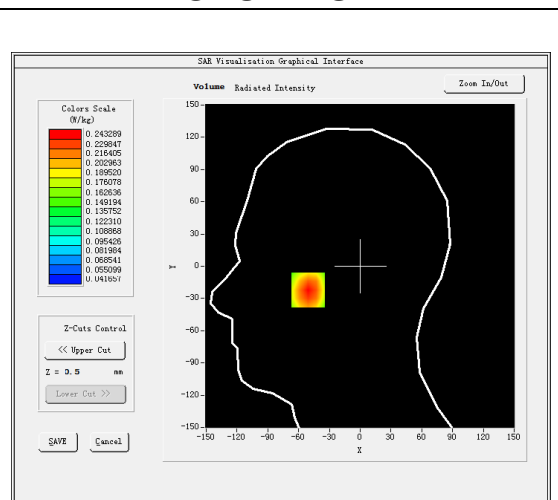 SAR Visualisation Graphical Interface
Volume Radiated Intensity
Zoom In/Out
Colors Scale
(W/kg)
0.243289
0.229847
0.216405
0.202963
0.189520
0.176078
0.162636
0.149194
0.135752
0.122310
0.108868
0.095426
0.081984
0.068541
0.055099
0.041657
Z-Cuts Control
<< Upper Cut
Z = 0.5 mm
Lower Cut >>
SAVE Cancel
150
120
90
60
30
0
-30
-60
-90
-120
-150
Y
-150 -120 -90 -60 -30 0 30 60 90 120 150
X